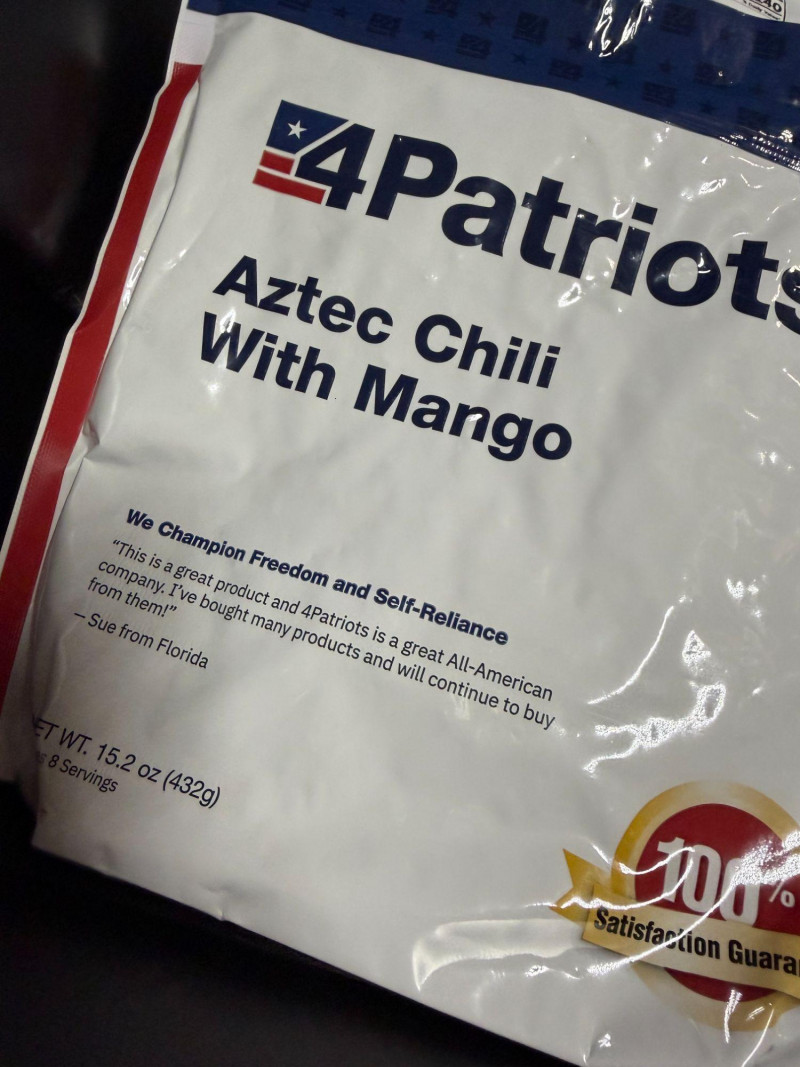 4Patriots
Aztec Chili
With Mango
We Champion Freedom and Self-Reliance
“This is a great product and 4Patriots is a great All-American
company. I’ve bought many products and will continue to buy
from them!”
– Sue from Florida
ET WT. 15.2 oz (432g)
8 Servings
100%
Satisfaction Guaran